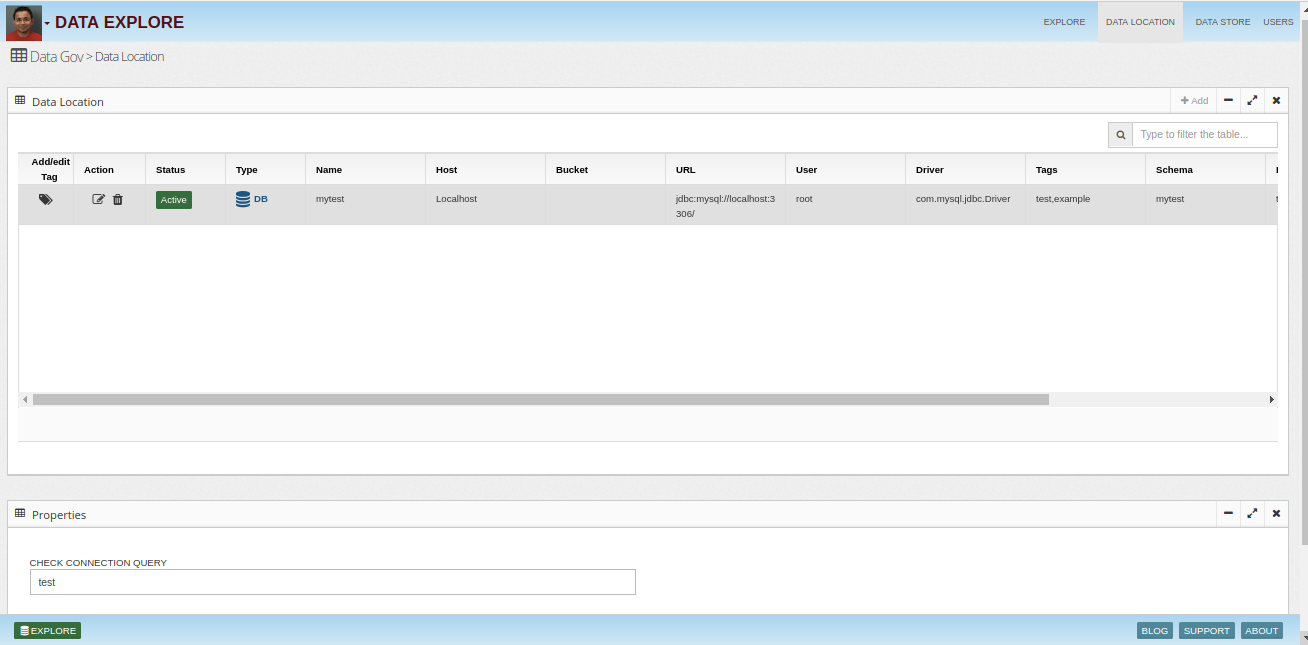 DATA EXPLORE
EXPLORE DATA LOCATION DATA STORE USERS
Data Gov > Data Location
Data Location
Add
Type to filter the table...
Add/edit Tag Action Status Type Name Host Bucket URL User Driver Tags Schema
Active DB mytest Localhost jdbc:mysql://localhost:3 root com.mysql.jdbc.Driver test,example mytest
306/
Properties
CHECK CONNECTION QUERY
test
EXPLORE
BLOG SUPPORT ABOUT